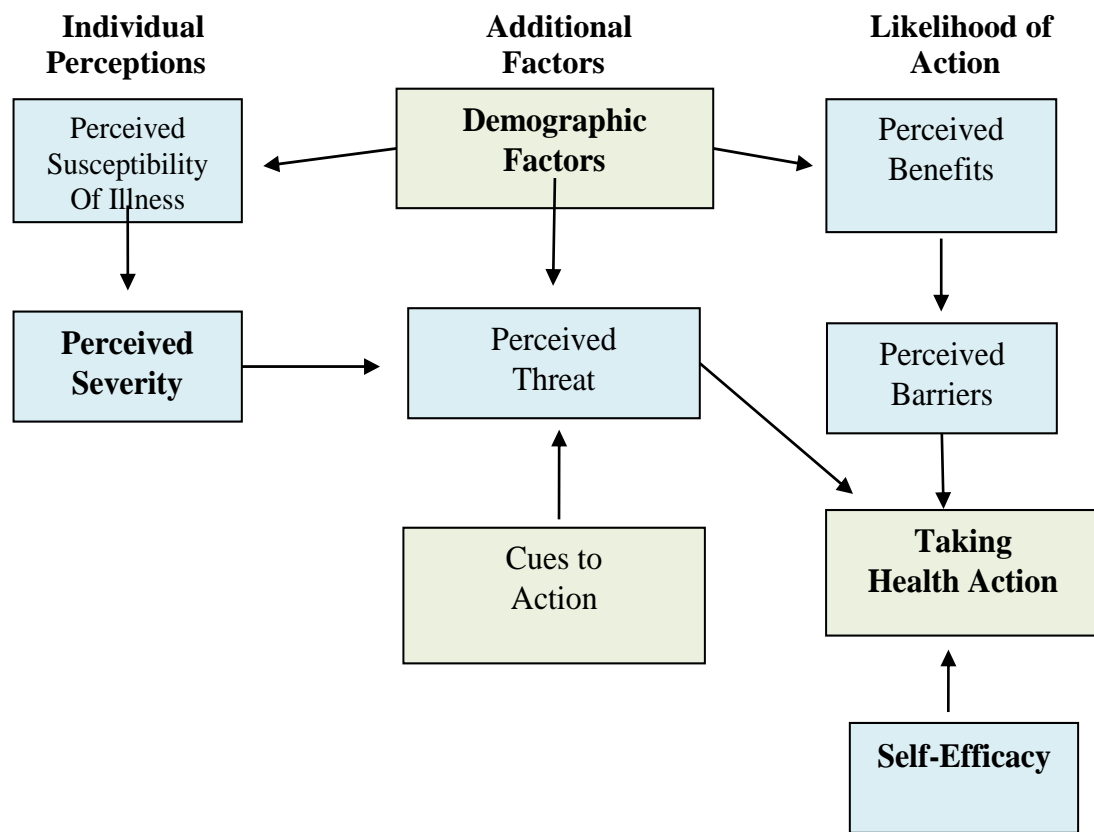 Individual
Perceptions
Additional
Factors
Likelihood of
Action
Perceived
Susceptibility
Of Illness
Demographic
Factors
Perceived
Benefits
Perceived
Severity
Perceived
Threat
Perceived
Barriers
Cues to
Action
Taking
Health Action
Self-Efficacy